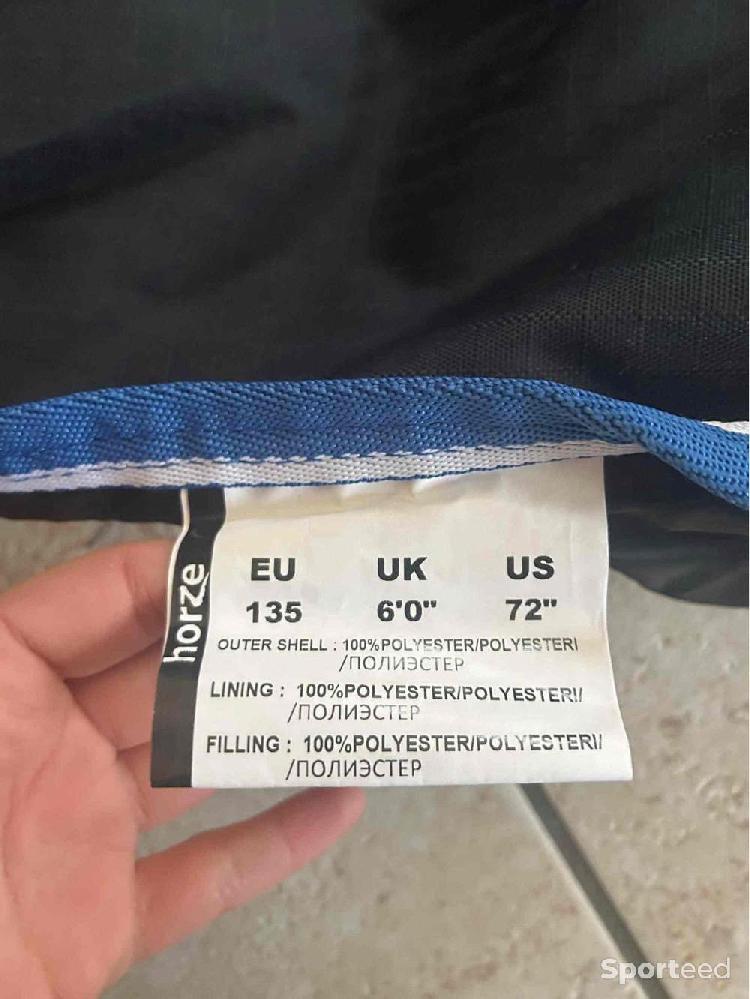 horze
EU UK US
135 6'0" 72"
OUTER SHELL : 100%POLYESTER/POLYESTERI
/ПОЛИЭСТЕР
LINING : 100%POLYESTER/POLYESTERI/
/ПОЛИЭСТЕР
FILLING : 100%POLYESTER/POLYESTERI/
/ПОЛИЭСТЕР
Sporteed